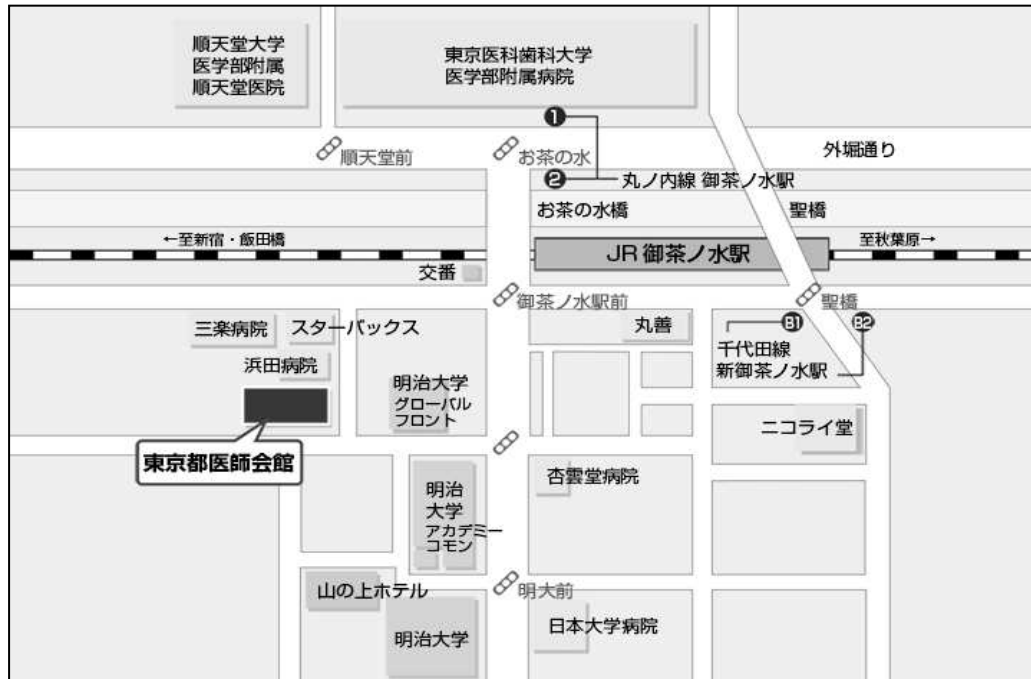 順天堂大学
医学部附属
順天堂医院
東京医科歯科大学
医学部附属病院
1
順天堂前
お茶の水
外堀通り
2
丸ノ内線 御茶ノ水駅
お茶の水橋
聖橋
←至新宿・飯田橋
JR 御茶ノ水駅
至秋葉原→
交番
御茶ノ水駅前
聖橋
三楽病院
スターバックス
丸善
B1
B2
千代田線
新御茶ノ水駅
浜田病院
明治大学
グローバル
フロント
ニコライ堂
東京都医師会館
明治
大学
アカデミー
コモン
杏雲堂病院
山の上ホテル
明大前
明治大学
日本大学病院